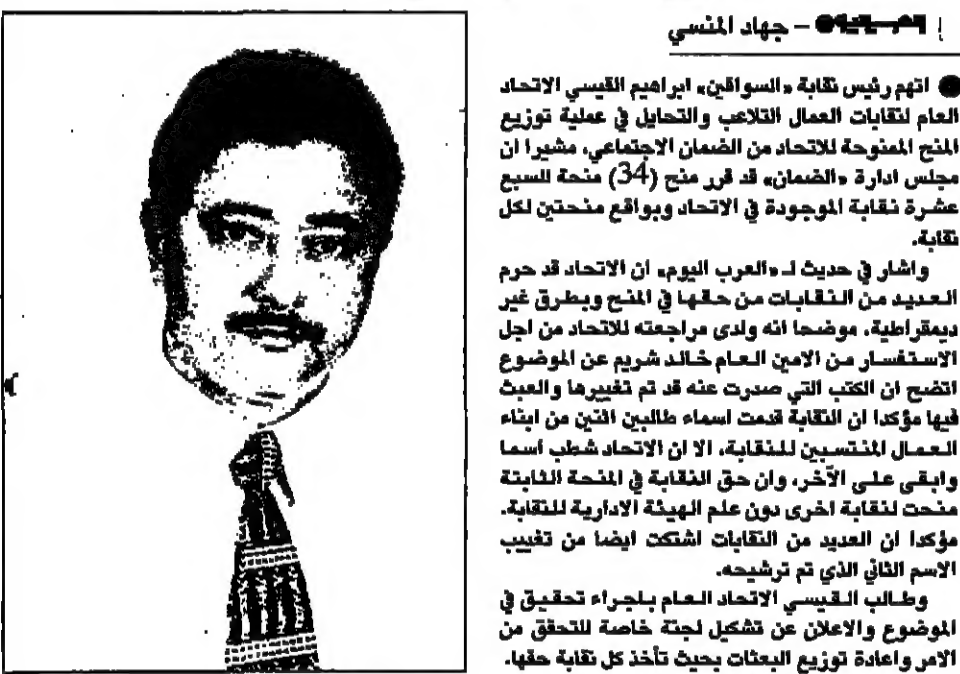 – جهاد المنسي
● اتهم رئيس نقابة «السواقين» ابراهيم القيسي الاتحاد
العام لنقابات العمال التلاعب والتحايل في عملية توزيع
المنح الممنوحة للاتحاد من الضمان الاجتماعي، مشيرا ان
مجلس ادارة «الضمان» قد قرر منح (34) منحة للسبع
عشرة نقابة الموجودة في الاتحاد وبواقع منحتين لكل
نقابة.
واشار في حديث لـ «العرب اليوم» ان الاتحاد قد حرم
العديد من النقابات من حقها في المنح وبطرق غير
ديمقراطية، موضحا انه ولدى مراجعته للاتحاد من اجل
الاستفسار من الامين العام خالد شريم عن الموضوع
اتضح ان الكتب التي صدرت عنه قد تم تغييرها والعبث
فيها مؤكدا ان النقابة قدمت اسماء طالبين اثنين من ابناء
العمال المنتسبين للنقابة، الا ان الاتحاد شطب أسما
وابقى على الآخر، وان حق النقابة في المنحة الثانية
منحت لنقابة اخرى دون علم الهيئة الادارية للنقابة،
مؤكدا ان العديد من النقابات اشتكت ايضا من تغييب
الاسم الثاني الذي تم ترشيحه.
وطالب القيسي الاتحاد العام باجراء تحقيق في
الموضوع والاعلان عن تشكيل لجنة خاصة للتحقق من
الامر واعادة توزيع البعثات بحيث تأخذ كل نقابة حقها.